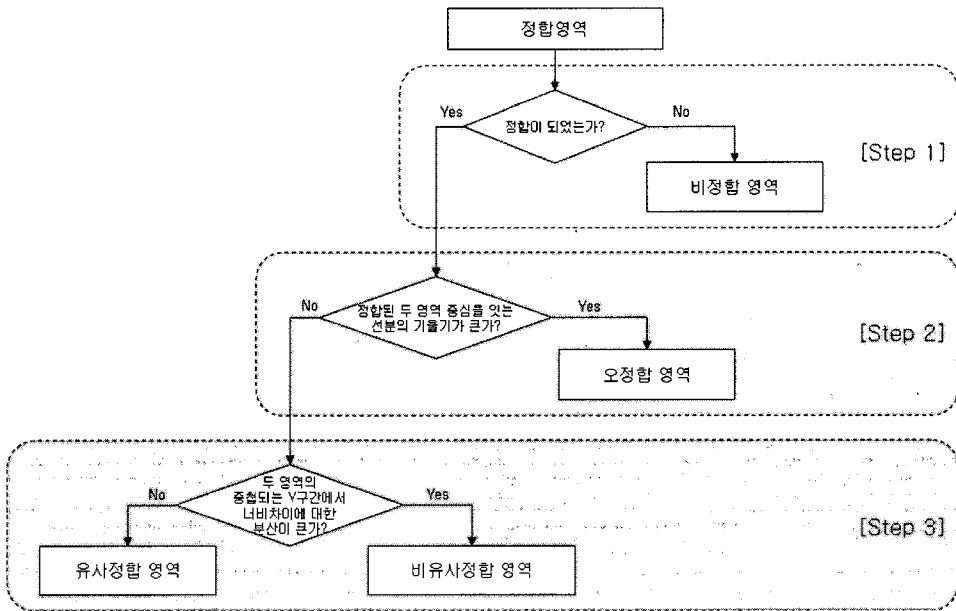 정합영역
Yes
정합이 되었는가?
No
[Step 1]
비정합 영역
No
정합된 두 영역 중심을 잇는
선분의 기울기가 큰가?
Yes
[Step 2]
오정합 영역
No
두 영역의
중첩되는 Y구간에서
너비차이에 대한
분산이 큰가?
Yes
[Step 3]
유사정합 영역
비유사정합 영역